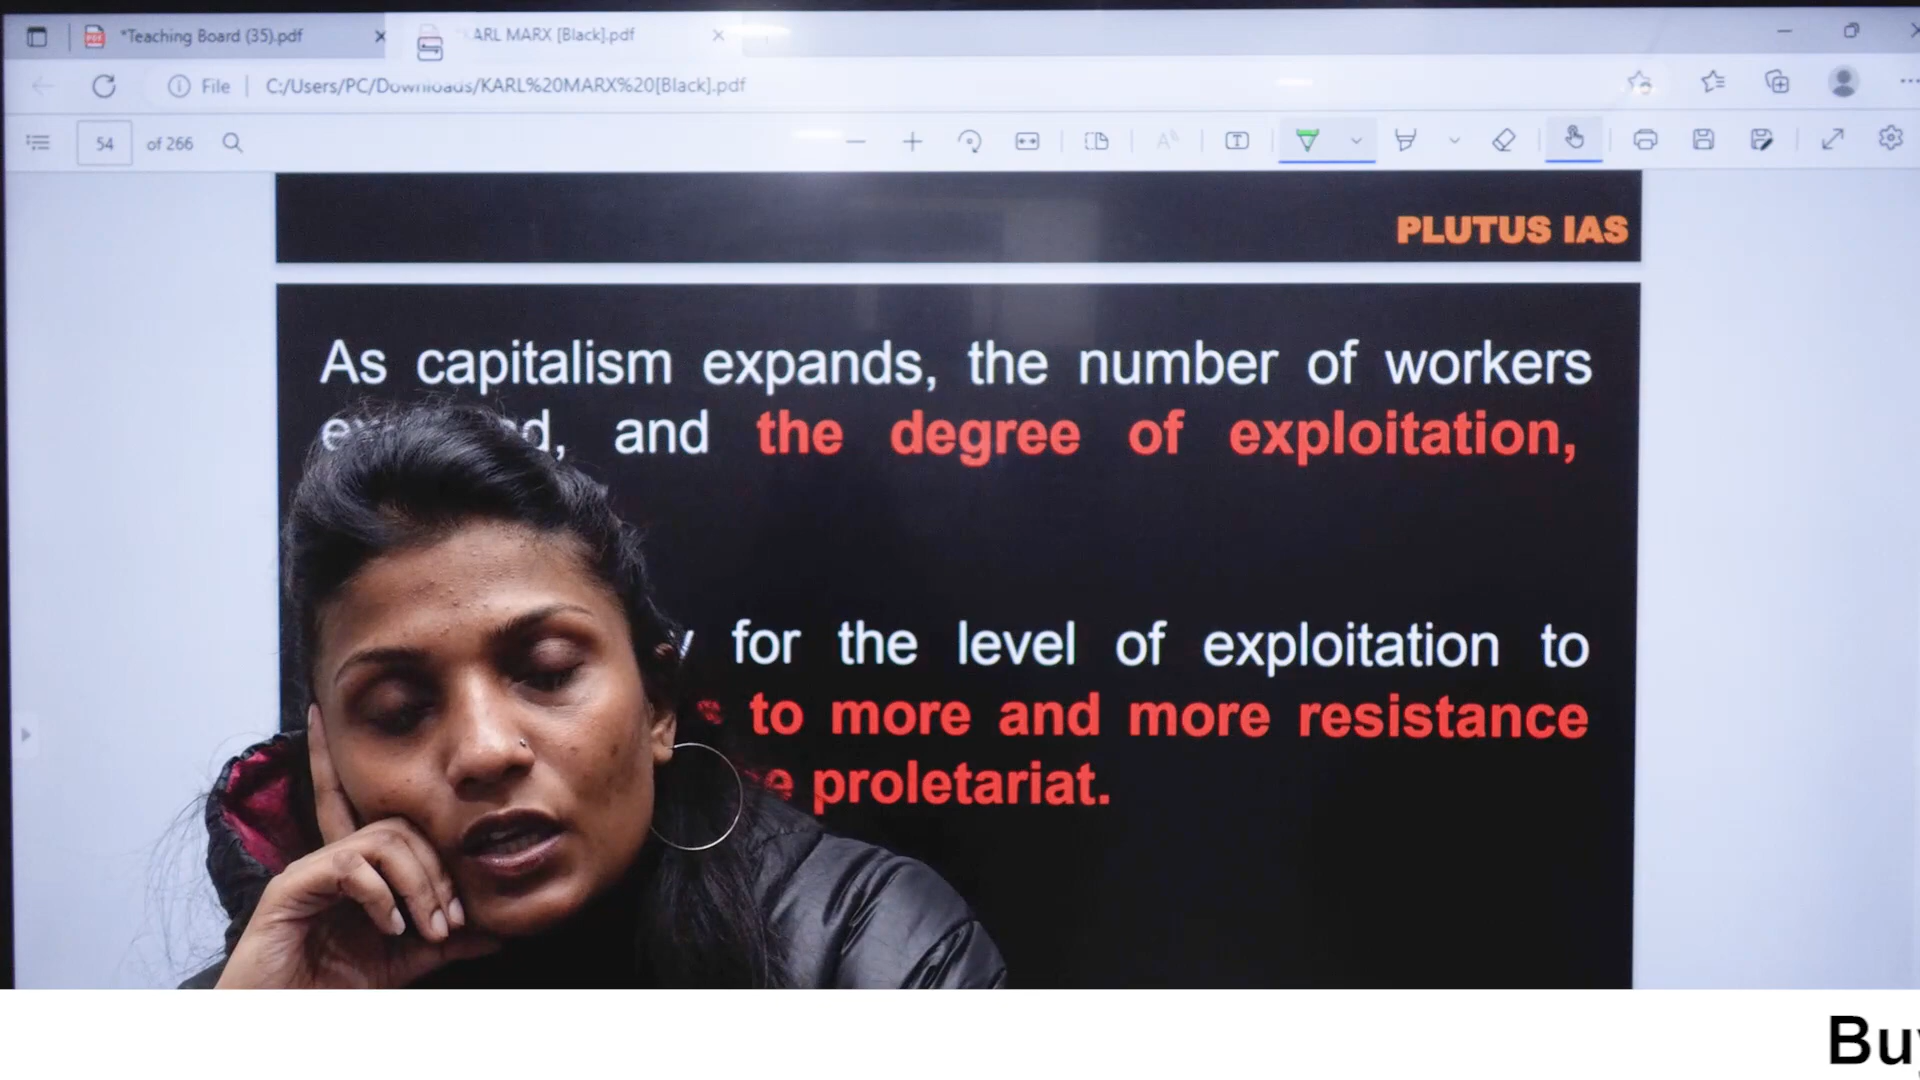 *Teaching Board (35).pdf
ARL MARX [Black].pdf
File C:/Users/PC/Downloads/KARL%20MARX%20[Black].pdf
54 of 266
PLUTUS IAS
As capitalism expands, the number of workers
and the degree of exploitation,
for the level of exploitation to
to more and more resistance
proletariat.